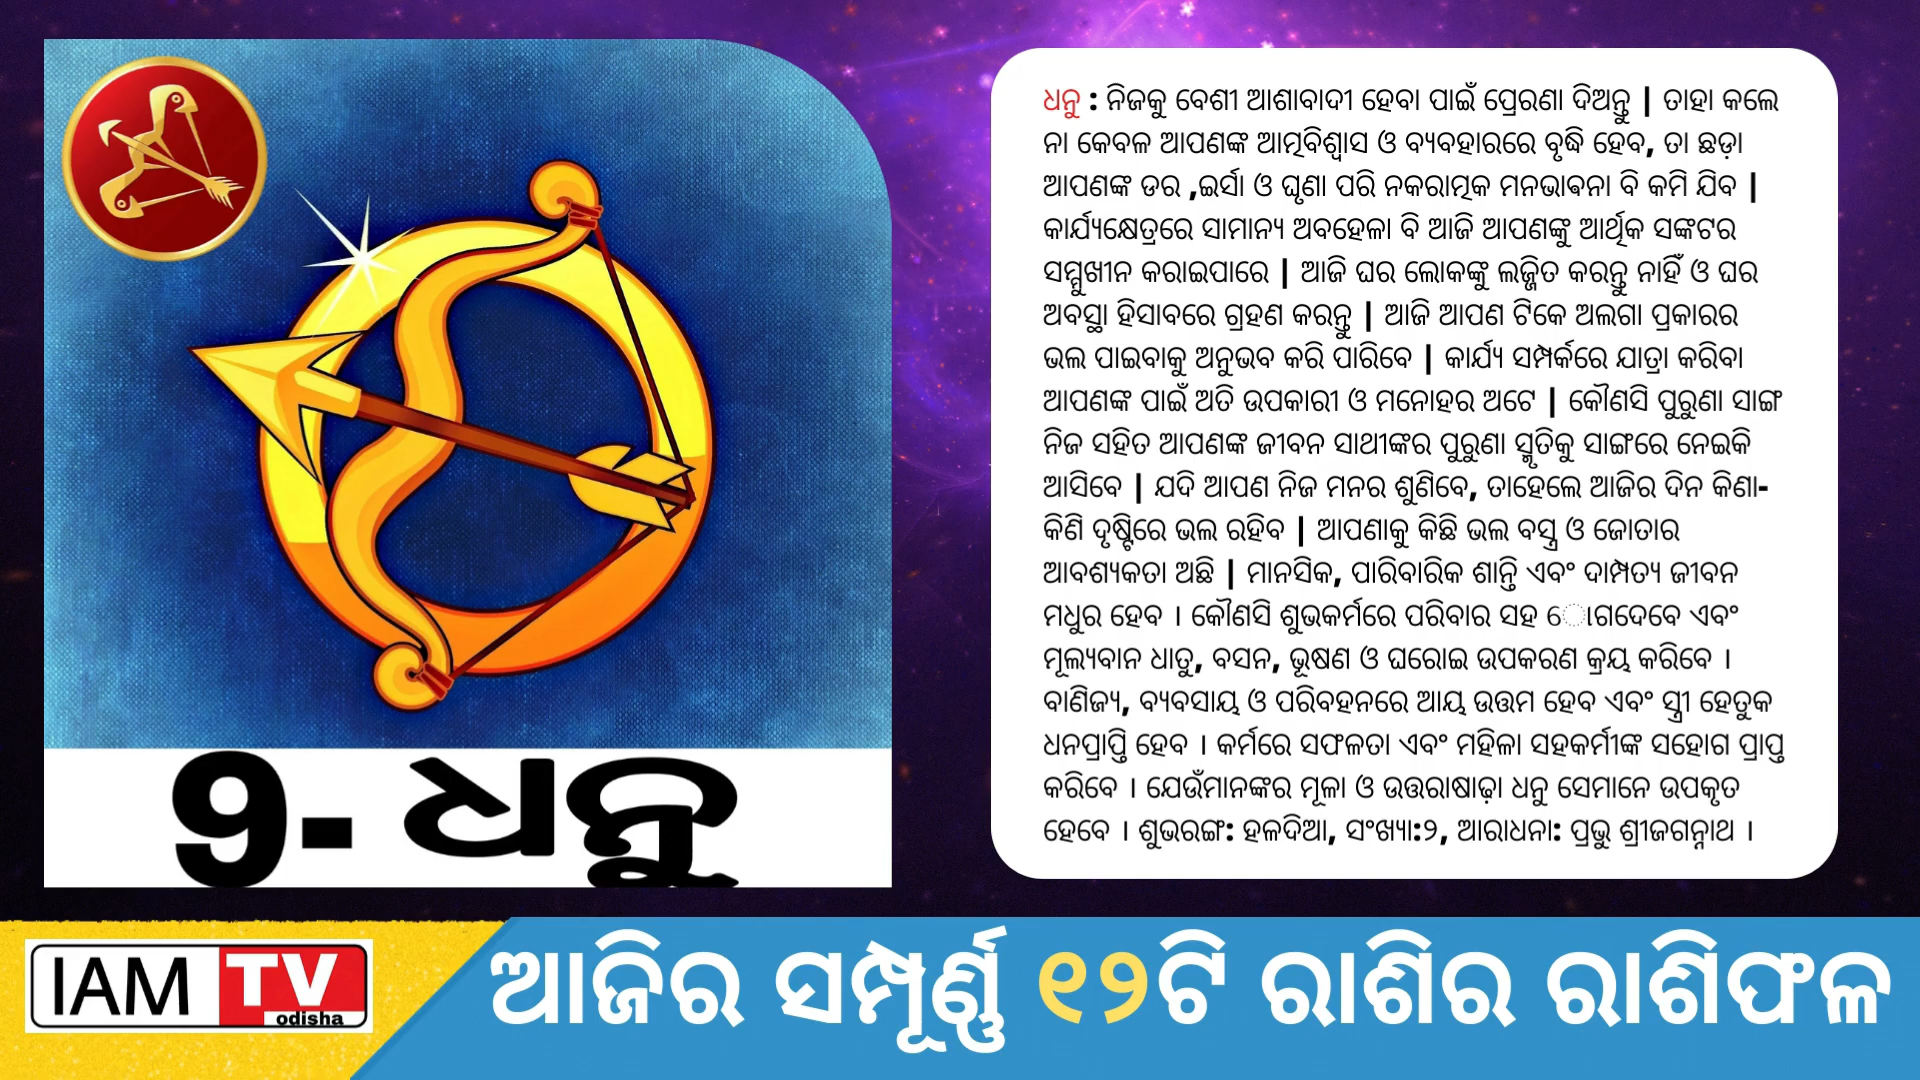 ଧନୁ : ନିଜକୁ ବେଶୀ ଆଶାବାଦୀ ହେବା ପାଇଁ ପ୍ରେରଣା ଦିଅନ୍ତୁ | ତାହା କଲେ
ନା କେବଳ ଆପଣଙ୍କ ଆତ୍ମବିଶ୍ୱାସ ଓ ବ୍ୟବହାରରେ ବୃଦ୍ଧି ହେବ, ତା ଛଡ଼ା
ଆପଣଙ୍କ ଡର ,ଇର୍ସା ଓ ଘୃଣା ପରି ନକରାତ୍ମକ ମନଭାଵନା ବି କମି ଯିବ |
କାର୍ଯ୍ୟକ୍ଷେତ୍ରରେ ସାମାନ୍ୟ ଅବହେଳା ବି ଆଜି ଆପଣଙ୍କୁ ଆର୍ଥିକ ସଙ୍କଟର
ସମ୍ମୁଖୀନ କରାଇପାରେ | ଆଜି ଘର ଲୋକଙ୍କୁ ଲଜ୍ଜିତ କରନ୍ତୁ ନାହିଁ ଓ ଘର
ଅବସ୍ଥା ହିସାବରେ ଗ୍ରହଣ କରନ୍ତୁ | ଆଜି ଆପଣ ଟିକେ ଅଲଗା ପ୍ରକାରର
ଭଲ ପାଇବାକୁ ଅନୁଭବ କରି ପାରିବେ | କାର୍ଯ୍ୟ ସମ୍ପର୍କରେ ଯାତ୍ରା କରିବା
ଆପଣଙ୍କ ପାଇଁ ଅତି ଉପକାରୀ ଓ ମନୋହର ଅଟେ | କୌଣସି ପୁରୁଣା ସାଙ୍ଗ
ନିଜ ସହିତ ଆପଣଙ୍କ ଜୀବନ ସାଥୀଙ୍କର ପୁରୁଣା ସ୍ମୃତିକୁ ସାଙ୍ଗରେ ନେଇକି
ଆସିବେ | ଯଦି ଆପଣ ନିଜ ମନର ଶୁଣିବେ, ତାହେଲେ ଆଜିର ଦିନ କିଣା-
କିଣି ଦୃଷ୍ଟିରେ ଭଲ ରହିବ | ଆପଣାକୁ କିଛି ଭଲ ବସ୍ତ୍ର ଓ ଜୋତାର
ଆବଶ୍ୟକତା ଅଛି | ମାନସିକ, ପାରିବାରିକ ଶାନ୍ତି ଏବଂ ଦାମ୍ପତ୍ୟ ଜୀବନ
ମଧୁର ହେବ । କୌଣସି ଶୁଭକର୍ମରେ ପରିବାର ସହ ୋଗଦେବେ ଏବଂ
ମୂଲ୍ୟବାନ ଧାତୁ, ବସନ, ଭୂଷଣ ଓ ଘରୋଇ ଉପକରଣ କ୍ରୟ କରିବେ ।
ବାଣିଜ୍ୟ, ବ୍ୟବସାୟ ଓ ପରିବହନରେ ଆୟ ଉତ୍ତମ ହେବ ଏବଂ ସ୍ତ୍ରୀ ହେତୁକ
ଧନପ୍ରାପ୍ତି ହେବ । କର୍ମରେ ସଫଳତା ଏବଂ ମହିଳା ସହକର୍ମୀଙ୍କ ସହୋଗ ପ୍ରାପ୍ତ
କରିବେ । ଯେଉଁମାନଙ୍କର ମୂଳା ଓ ଉତ୍ତରାଷାଢ଼ା ଧନୁ ସେମାନେ ଉପକୃତ
ହେବେ । ଶୁଭରଙ୍ଗ: ହଳଦିଆ, ସଂଖ୍ୟା:୨, ଆରାଧନା: ପ୍ରଭୁ ଶ୍ରୀଜଗନ୍ନାଥ ।
9- ଧନୁ
IAM TV
odisha
ଆଜିର ସମ୍ପୂର୍ଣ୍ଣ ୧୨ଟି ରାଶିର ରାଶିଫଳ